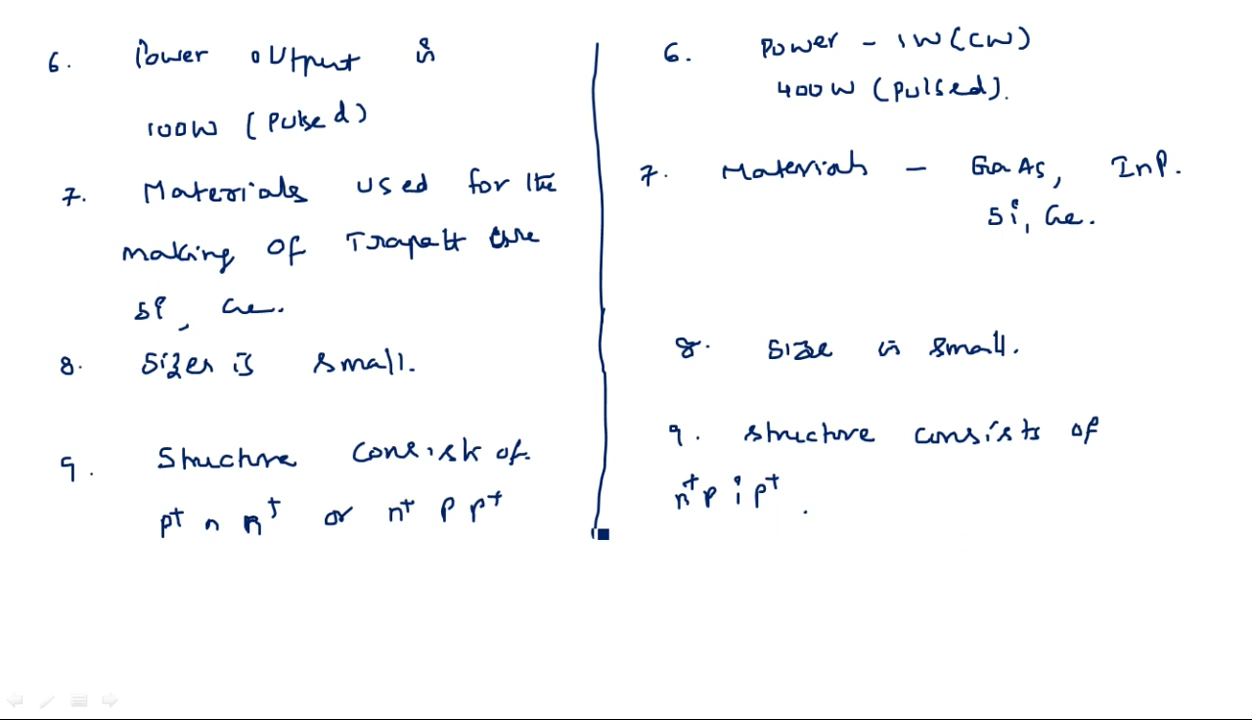 6. Power output is
100W (Pulsed)
7. Materials used for the
making of Trapatt are
Si, Ge.
8. Sizes is small.
9. Structure consists of
p+ n n+ or n+ p p+
6. Power - 1W (CW)
400W (Pulsed).
7. Materials - GaAs, InP.
Si, Ge.
8. Size is small.
9. Structure consists of
n+ p i p+.